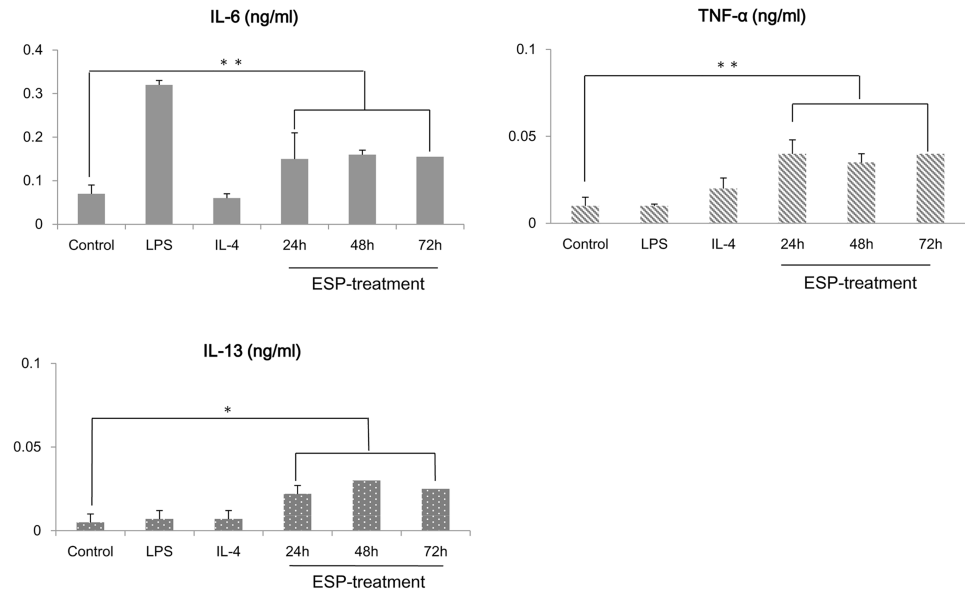 IL-6 (ng/ml)
0.4
0.3
0.2
0.1
0
* *
Control LPS IL-4 24h 48h 72h
ESP-treatment
TNF-α (ng/ml)
0.1
0.05
0
* *
Control LPS IL-4 24h 48h 72h
ESP-treatment
IL-13 (ng/ml)
0.1
0.05
0
*
Control LPS IL-4 24h 48h 72h
ESP-treatment